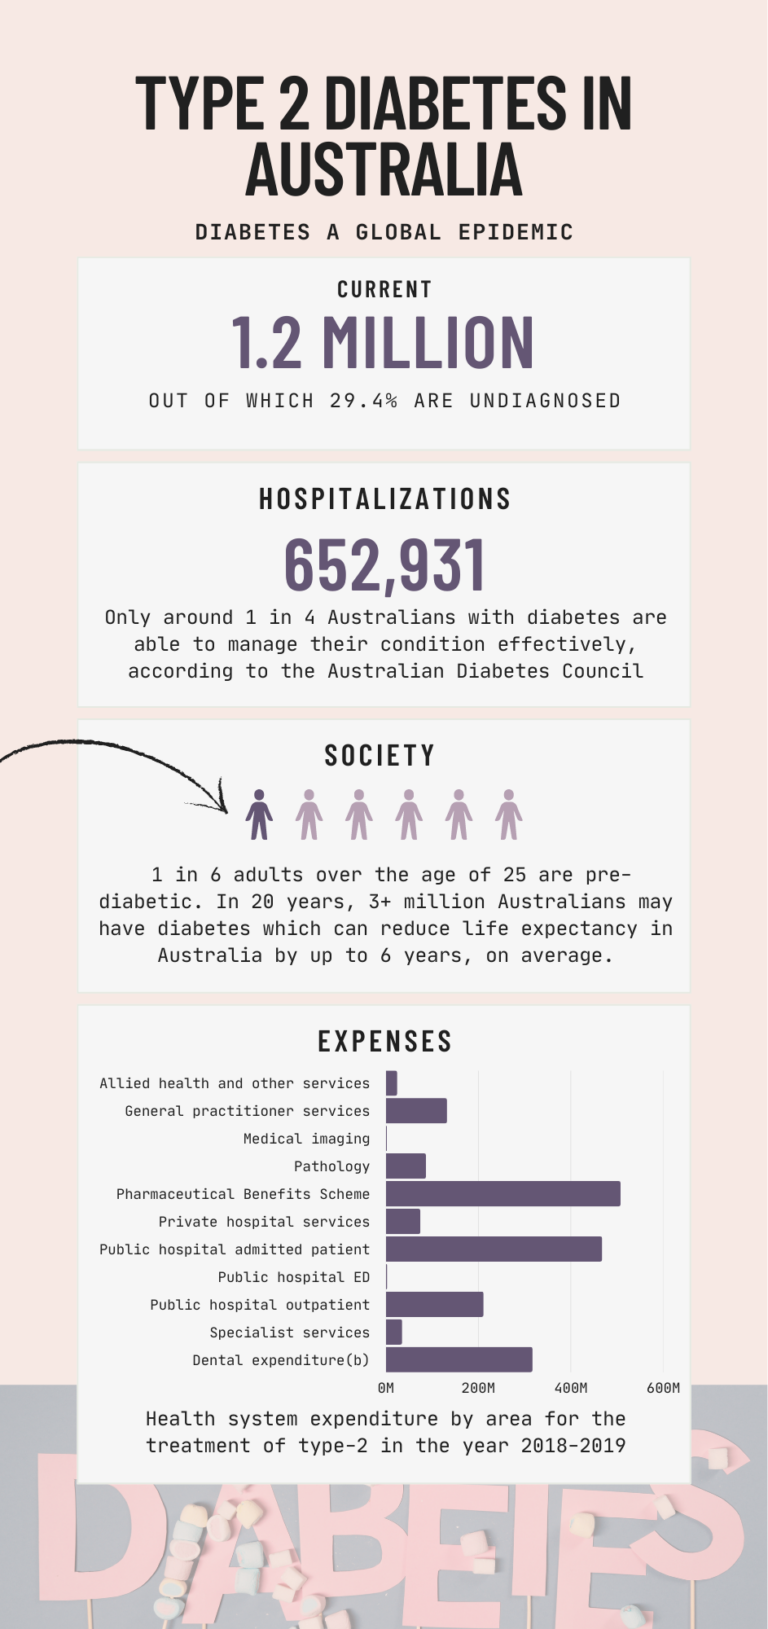 TYPE 2 DIABETES IN
AUSTRALIA
DIABETES A GLOBAL EPIDEMIC
CURRENT
1.2 MILLION
OUT OF WHICH 29.4% ARE UNDIAGNOSED
HOSPITALIZATIONS
652,931
Only around 1 in 4 Australians with diabetes are
able to manage their condition effectively,
according to the Australian Diabetes Council
SOCIETY
1 in 6 adults over the age of 25 are pre-
diabetic. In 20 years, 3+ million Australians may
have diabetes which can reduce life expectancy in
Australia by up to 6 years, on average.
EXPENSES
Allied health and other services
General practitioner services
Medical imaging
Pathology
Pharmaceutical Benefits Scheme
Private hospital services
Public hospital admitted patient
Public hospital ED
Public hospital outpatient
Specialist services
Dental expenditure(b)
0M 200M 400M 600M
Health system expenditure by area for the
treatment of type-2 in the year 2018-2019
DIABETES